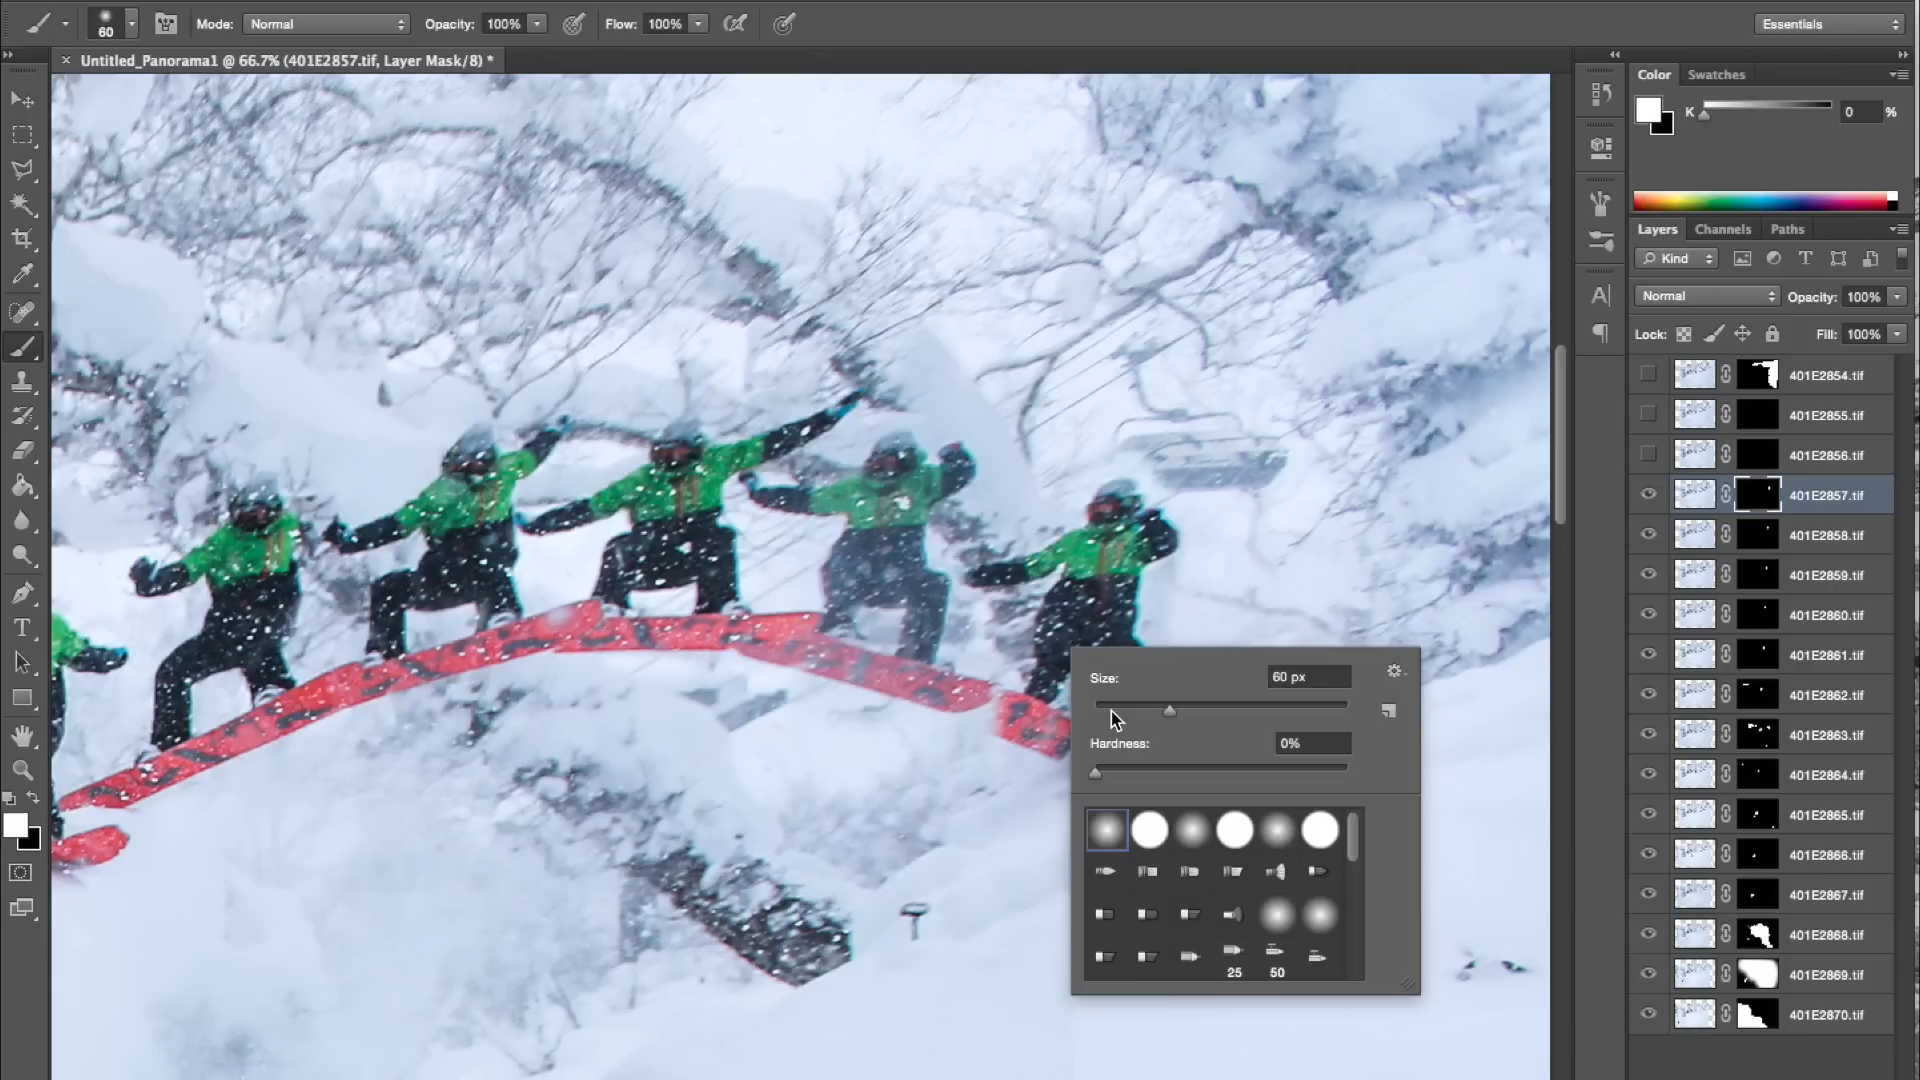 60
Mode: Normal Opacity: 100% Flow: 100% Essentials
Untitled_Panorama1 @ 66.7% (401E2857.tif, Layer Mask/8) *
Color Swatches
K 0 %
Layers Channels Paths
Kind T
Normal Opacity: 100%
Lock: Fill: 100%
401E2854.tif
401E2855.tif
401E2856.tif
401E2857.tif
401E2858.tif
401E2859.tif
401E2860.tif
401E2861.tif
401E2862.tif
401E2863.tif
401E2864.tif
401E2865.tif
401E2866.tif
401E2867.tif
401E2868.tif
401E2869.tif
401E2870.tif
A
T
Size: 60 px
Hardness: 0%
25 50